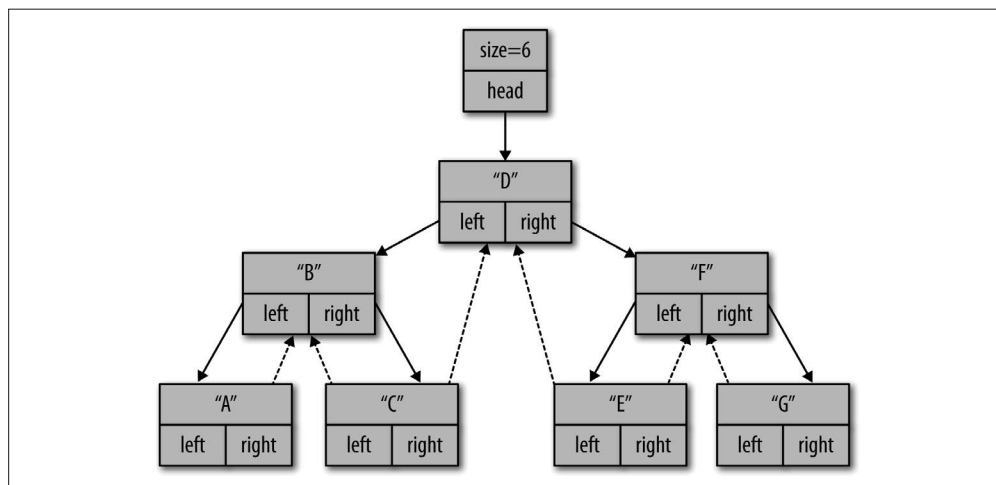 size=6
head
“D”
left right
“B” “F”
left right left right
“A” “C” “E” “G”
left right left right left right left right